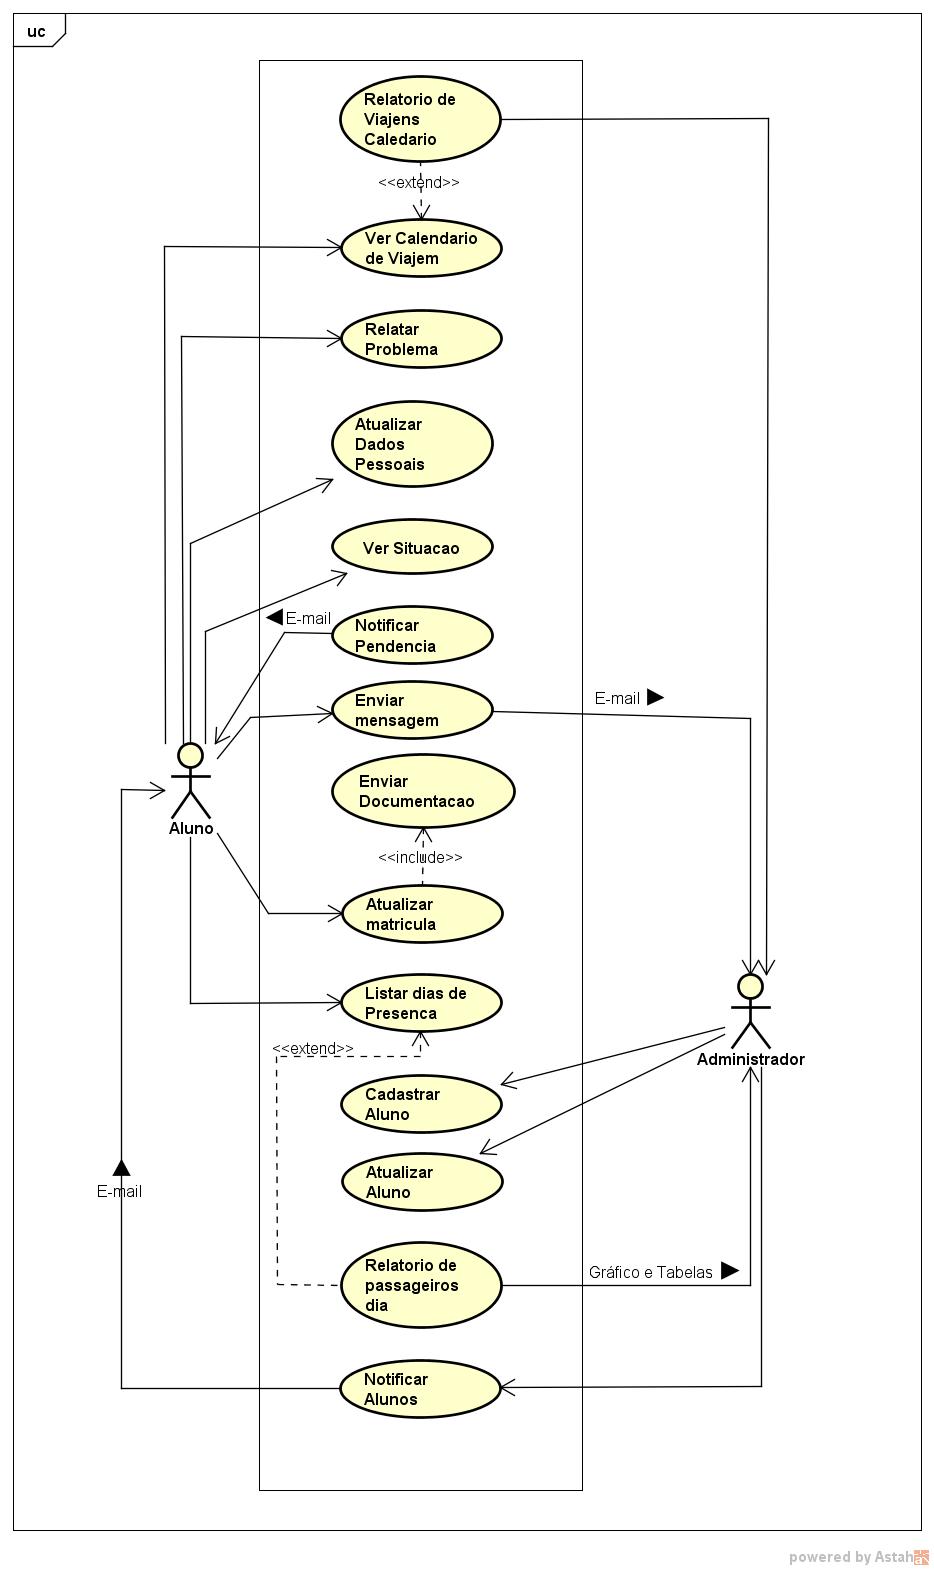 uc
Relatorio de
Viajens
Caledario
<<extend>>
Ver Calendario
de Viajem
Relatar
Problema
Atualizar
Dados
Pessoais
Ver Situacao
E-mail
Notificar
Pendencia
Enviar
mensagem
E-mail
Enviar
Documentacao
Aluno
<<include>>
Atualizar
matricula
Listar dias de
Presenca
<<extend>>
Administrador
Cadastrar
Aluno
Atualizar
Aluno
E-mail
Relatorio de
passageiros
dia
Gráfico e Tabelas
Notificar
Alunos
powered by Astah